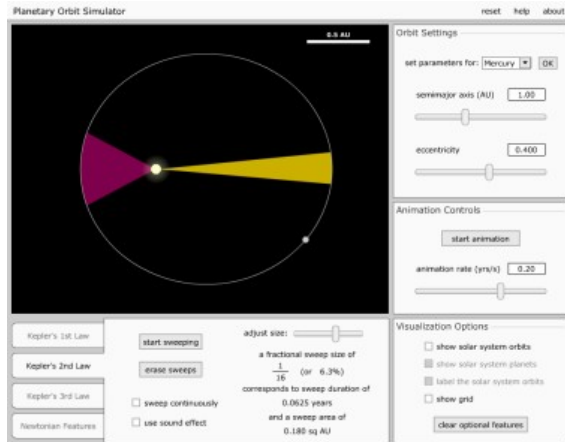 Planetary Orbit Simulator
reset help about
0.5 AU
Orbit Settings
set parameters for: Mercury OK
semimajor axis (AU) 1.00
eccentricity 0.400
Animation Controls
start animation
animation rate (yrs/s) 0.20
Kepler's 1st Law
Kepler's 2nd Law
Kepler's 3rd Law
Newtonian Features
start sweeping
erase sweeps
sweep continuously
use sound effect
adjust size:
a fractional sweep size of
1
16 (or 6.3%)
corresponds to sweep duration of
0.0625 years
and a sweep area of
0.180 sq AU
Visualization Options
show solar system orbits
show solar system planets
label the solar system orbits
show grid
clear optional features